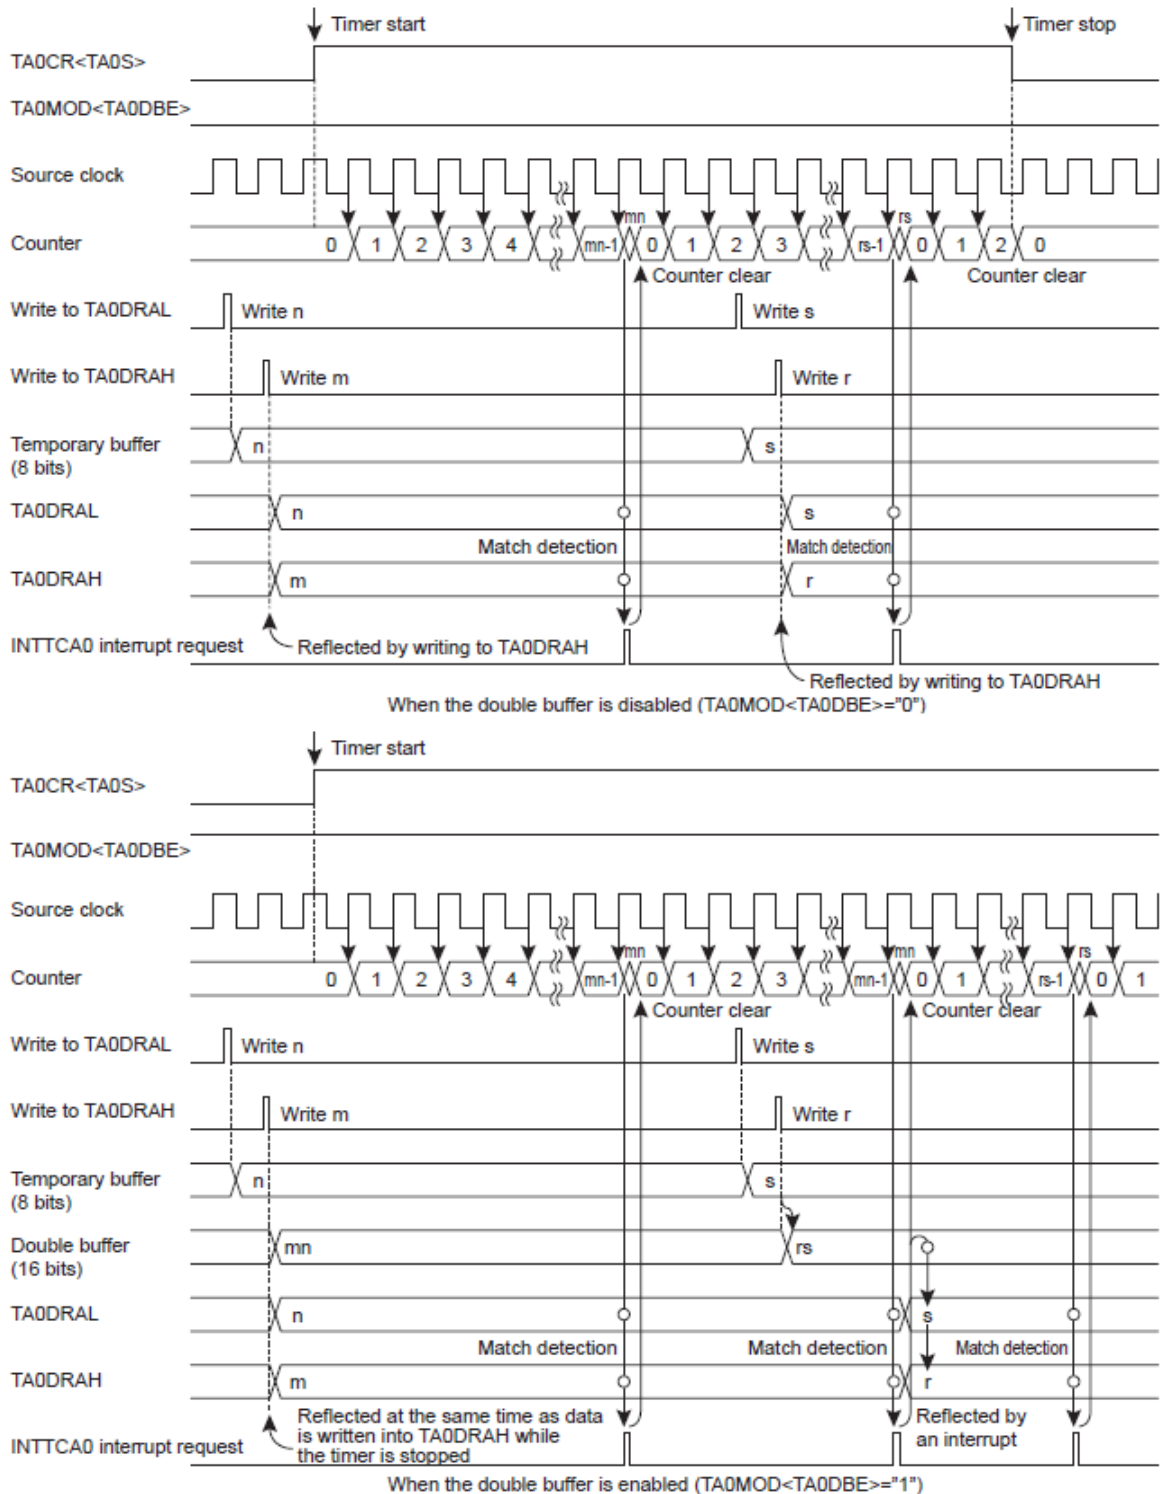 Timer start Timer stop
TA0CR<TA0S>
TA0MOD<TA0DBE>
Source clock
mn rs
Counter 0 1 2 3 4 mn-1 0 1 2 3 rs-1 0 1 2 0
Counter clear Counter clear
Write to TA0DRAL Write n Write s
Write to TA0DRAH Write m Write r
Temporary buffer n s
(8 bits)
TA0DRAL n s
Match detection Match detection
TA0DRAH m r
INTTCA0 interrupt request Reflected by writing to TA0DRAH
Reflected by writing to TA0DRAH
When the double buffer is disabled (TA0MOD<TA0DBE>="0")
Timer start
TA0CR<TA0S>
TA0MOD<TA0DBE>
Source clock
mn mn rs
Counter 0 1 2 3 4 mn-1 0 1 2 3 mn-1 0 1 rs-1 0 1
Counter clear Counter clear
Write to TA0DRAL Write n Write s
Write to TA0DRAH Write m Write r
Temporary buffer n s
(8 bits)
Double buffer mn rs
(16 bits)
TA0DRAL n s
Match detection Match detection Match detection
TA0DRAH m r
Reflected at the same time as data Reflected by
is written into TA0DRAH while an interrupt
INTTCA0 interrupt request the timer is stopped
When the double buffer is enabled (TA0MOD<TA0DBE>="1")